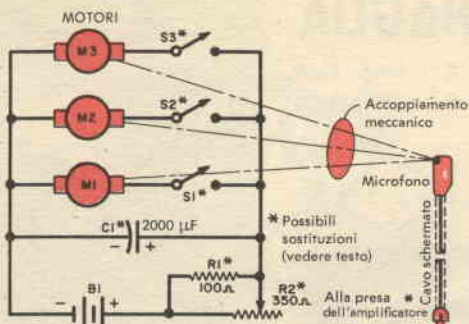 MOTORI
M3
S3*
M2
S2*
Accoppiamento
meccanico
M1
S1*
Microfono
C1* 2000 µF
- +
* Possibili
sostituzioni
(vedere testo)
Cavo schermato
R1*
100Ω
B1
- +
R2*
350Ω
Alla presa *
dell'amplificatore